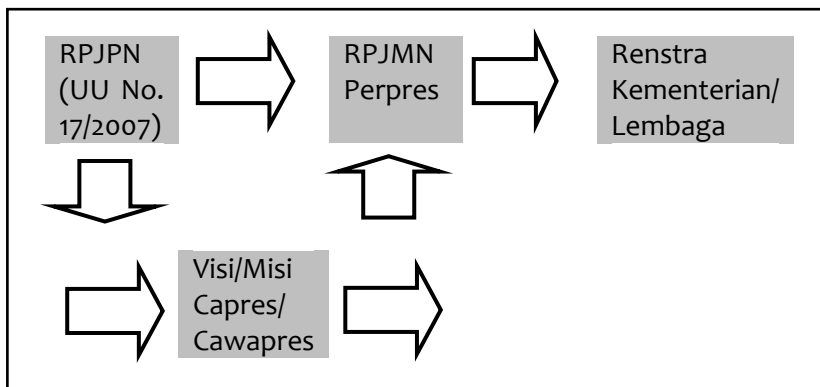 RPJPN
(UU No.
17/2007)
RPJMN
Perpres
Renstra
Kementerian/
Lembaga
Visi/Misi
Capres/
Cawapres